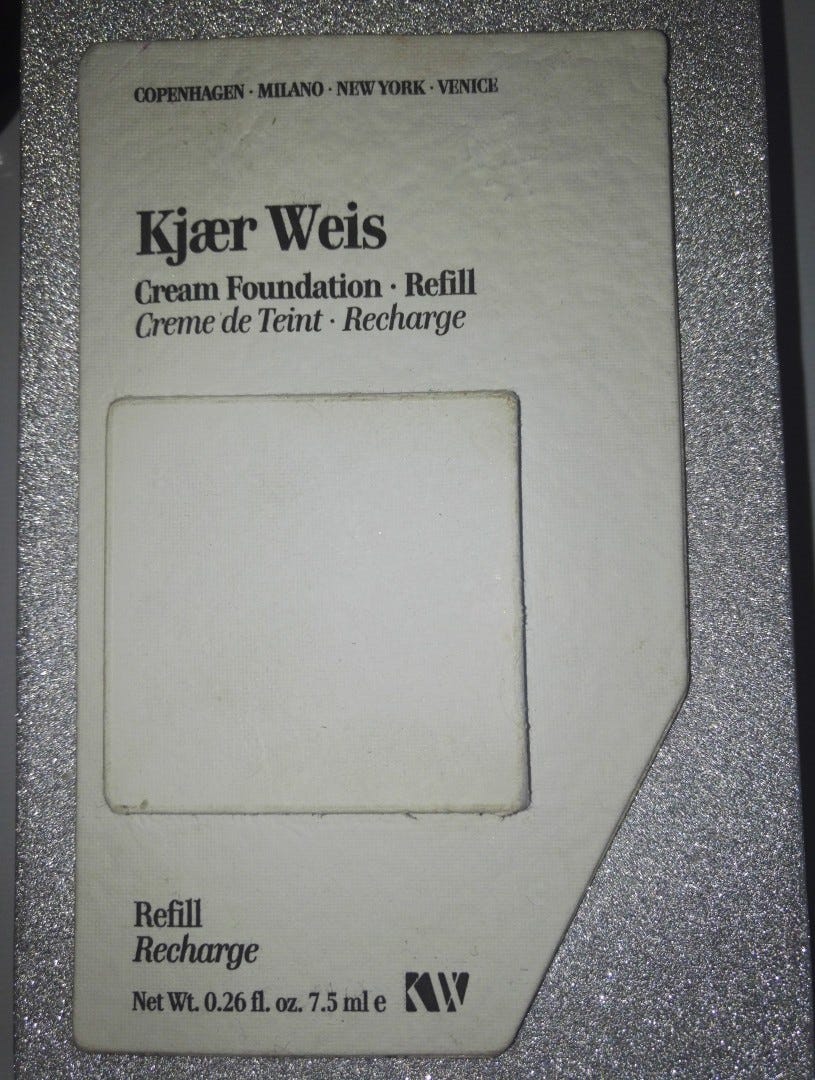 COPENHAGEN · MILANO · NEW YORK · VENICE
Kjær Weis
Cream Foundation · Refill
Creme de Teint · Recharge
Refill
Recharge
Net Wt. 0.26 fl. oz. 7.5 ml e
KW